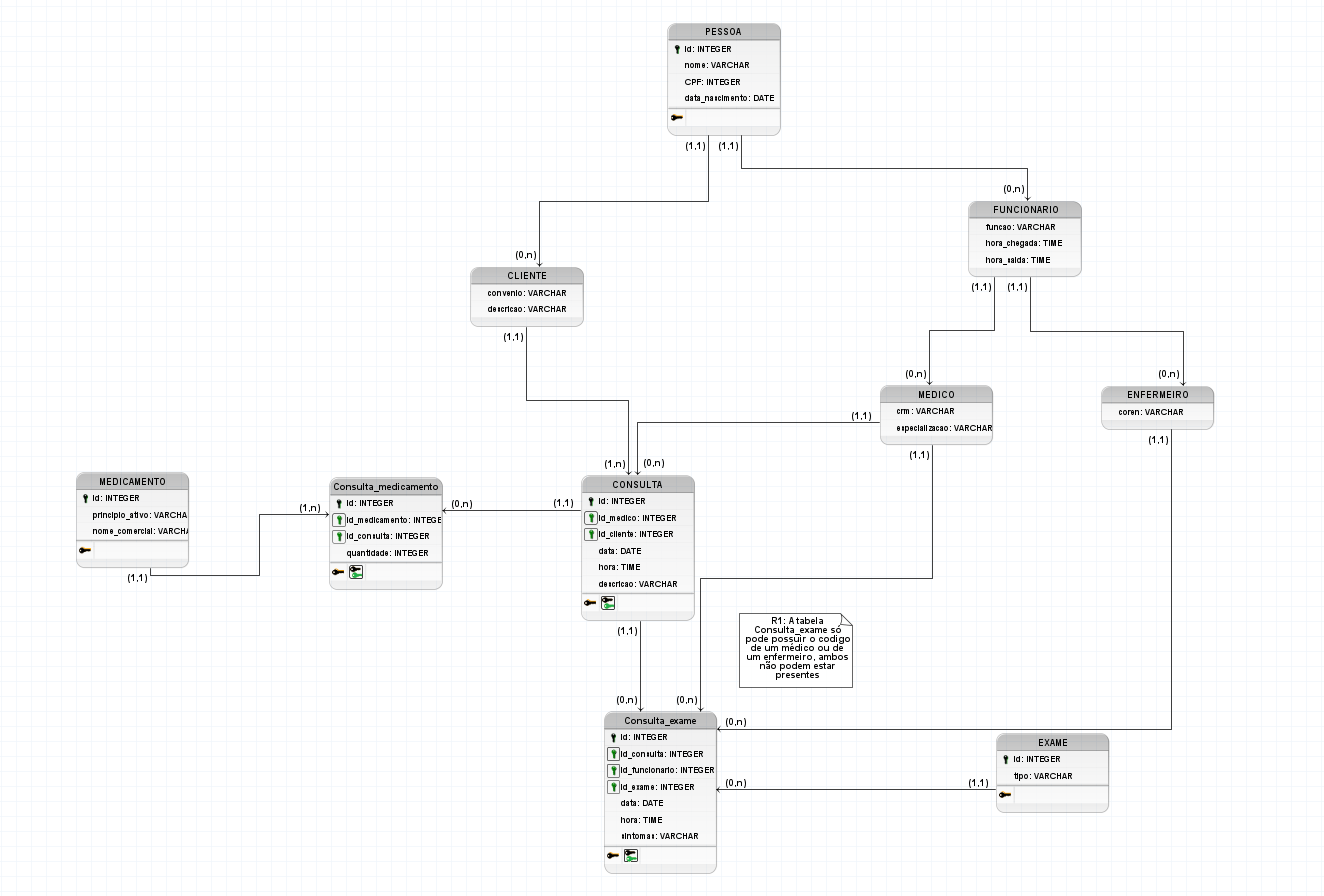 PESSOA
id: INTEGER
nome: VARCHAR
CPF: INTEGER
data_nascimento: DATE
(1,1)
(1,1)
(0,n)
FUNCIONARIO
funcao: VARCHAR
hora_chegada: TIME
hora_saida: TIME
(0,n)
CLIENTE
convenio: VARCHAR
descricao: VARCHAR
(1,1)
(1,1)
(1,1)
(0,n)
(0,n)
MEDICO
crm: VARCHAR
especializacao: VARCHAR
ENFERMEIRO
coren: VARCHAR
(1,1)
(1,1)
(1,1)
(1,n)
(0,n)
MEDICAMENTO
id: INTEGER
principio_ativo: VARCHA
nome_comercial: VARCHA
(1,1)
(1,n)
Consulta_medicamento
id: INTEGER
id_medicamento: INTEGE
id_consulta: INTEGER
quantidade: INTEGER
(0,n)
(1,1)
CONSULTA
id: INTEGER
id_medico: INTEGER
id_cliente: INTEGER
data: DATE
hora: TIME
descricao: VARCHAR
(1,1)
R1: A tabela
Consulta_exame só
pode possuir o codigo
de um médico ou de
um enfermeiro, ambos
não podem estar
presentes
(0,n)
(0,n)
(0,n)
Consulta_exame
id: INTEGER
id_consulta: INTEGER
id_funcionario: INTEGER
id_exame: INTEGER
data: DATE
hora: TIME
sintomas: VARCHAR
(0,n)
(1,1)
EXAME
id: INTEGER
tipo: VARCHAR